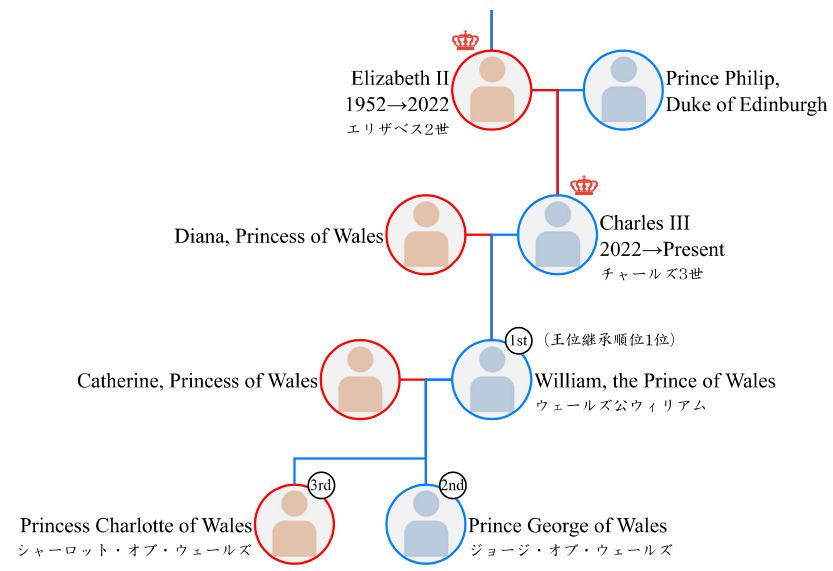 Elizabeth II
1952→2022
エリザベス2世
Prince Philip,
Duke of Edinburgh
Diana, Princess of Wales
Charles III
2022→Present
チャールズ3世
1st
（王位継承順位1位）
Catherine, Princess of Wales
William, the Prince of Wales
ウェールズ公ウィリアム
3rd
Princess Charlotte of Wales
シャーロット・オブ・ウェールズ
2nd
Prince George of Wales
ジョージ・オブ・ウェールズ